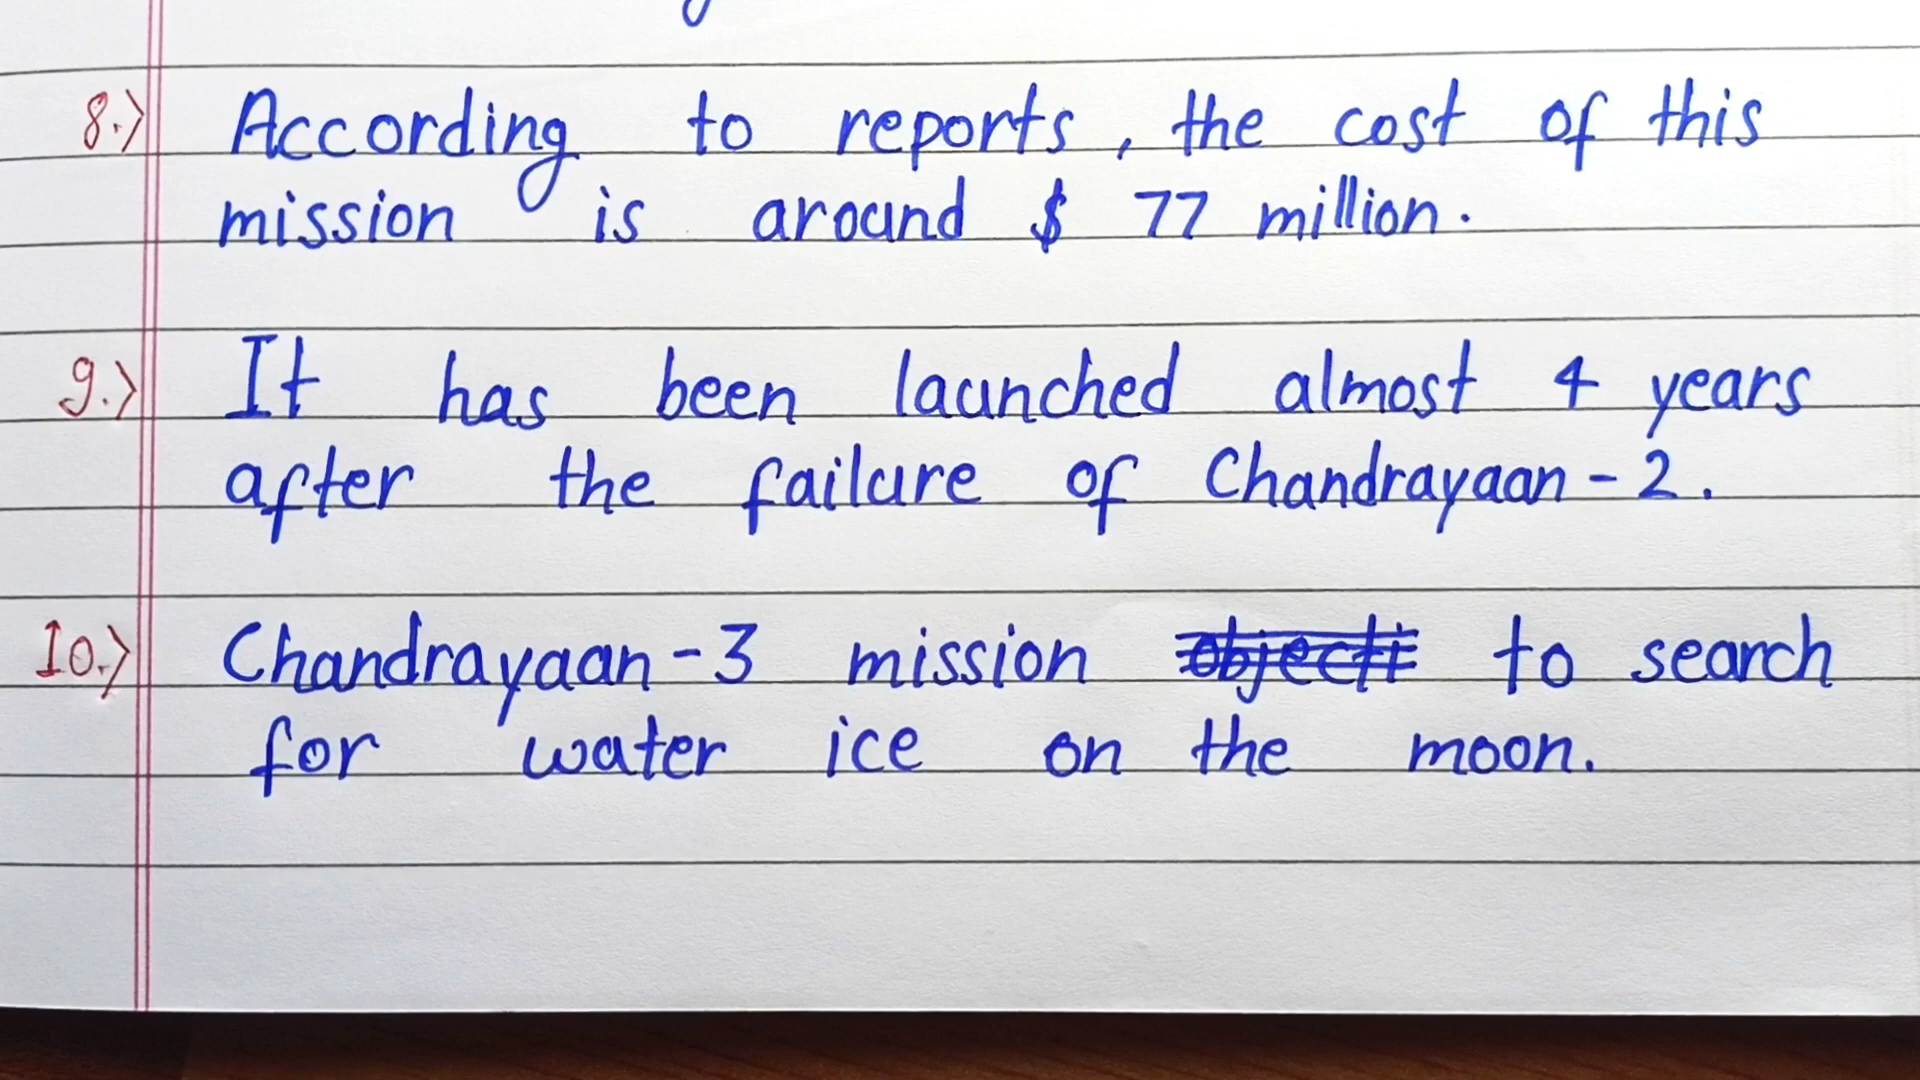 8.) According to reports, the cost of this
mission is around $ 77 million.
9.) It has been launched almost 4 years
after the failure of Chandrayaan-2.
10.) Chandrayaan-3 mission objecti to search
for water ice on the moon.